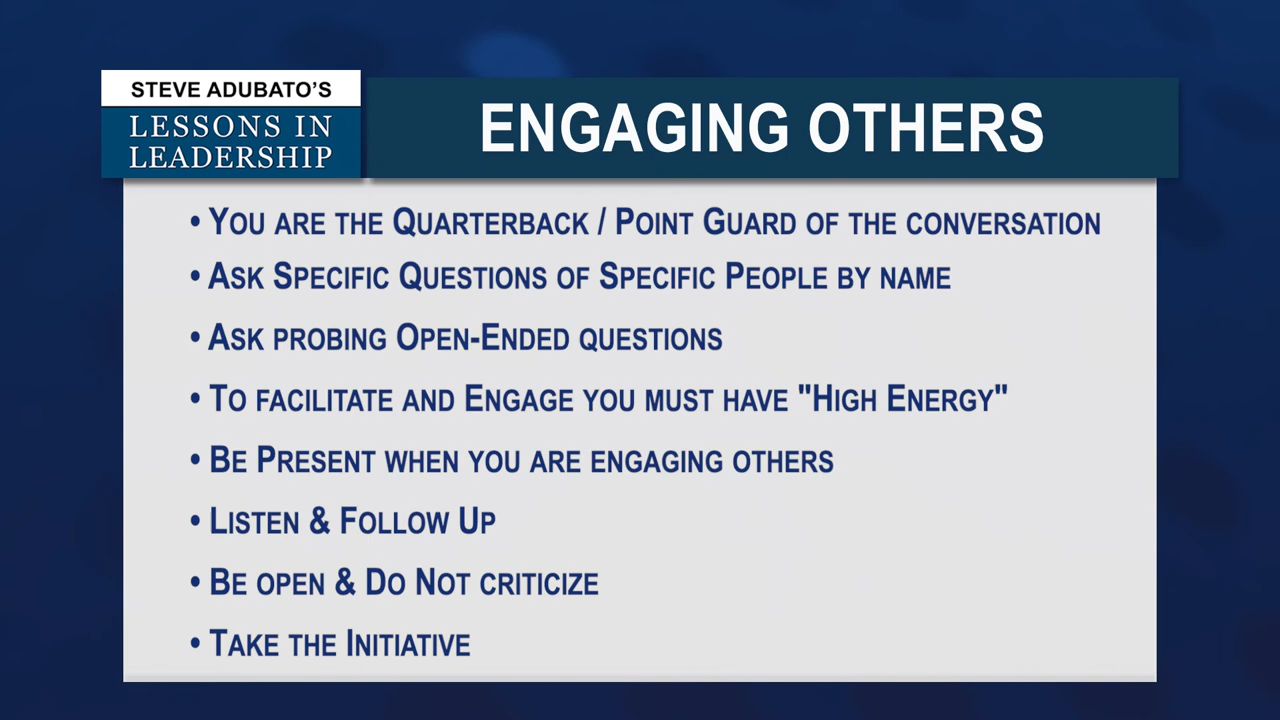 STEVE ADUBATO'S
LESSONS IN
LEADERSHIP
ENGAGING OTHERS
• YOU ARE THE QUARTERBACK / POINT GUARD OF THE CONVERSATION
• ASK SPECIFIC QUESTIONS OF SPECIFIC PEOPLE BY NAME
• ASK PROBING OPEN-ENDED QUESTIONS
• TO FACILITATE AND ENGAGE YOU MUST HAVE "HIGH ENERGY"
• BE PRESENT WHEN YOU ARE ENGAGING OTHERS
• LISTEN & FOLLOW UP
• BE OPEN & DO NOT CRITICIZE
• TAKE THE INITIATIVE